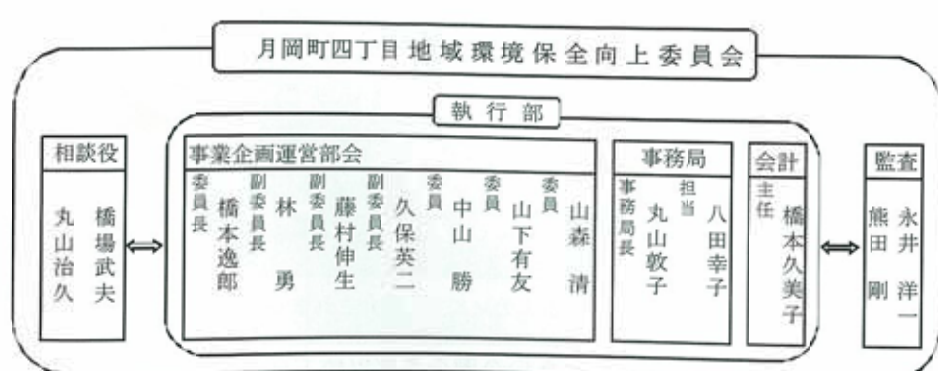 月岡町四丁目地域環境保全向上委員会
執行部
相談役
丸山治久
橋場武夫
事業企画運営部会
委員長
橋本逸郎
副委員長
林 勇
副委員長
藤村伸生
副委員長
久保英二
委員
中山 勝
委員
山下有友
委員
山森 清
事務局
事務局長
丸山敦子
担当
八田幸子
会計
主任
橋本久美子
監査
熊田 剛
永井 洋一